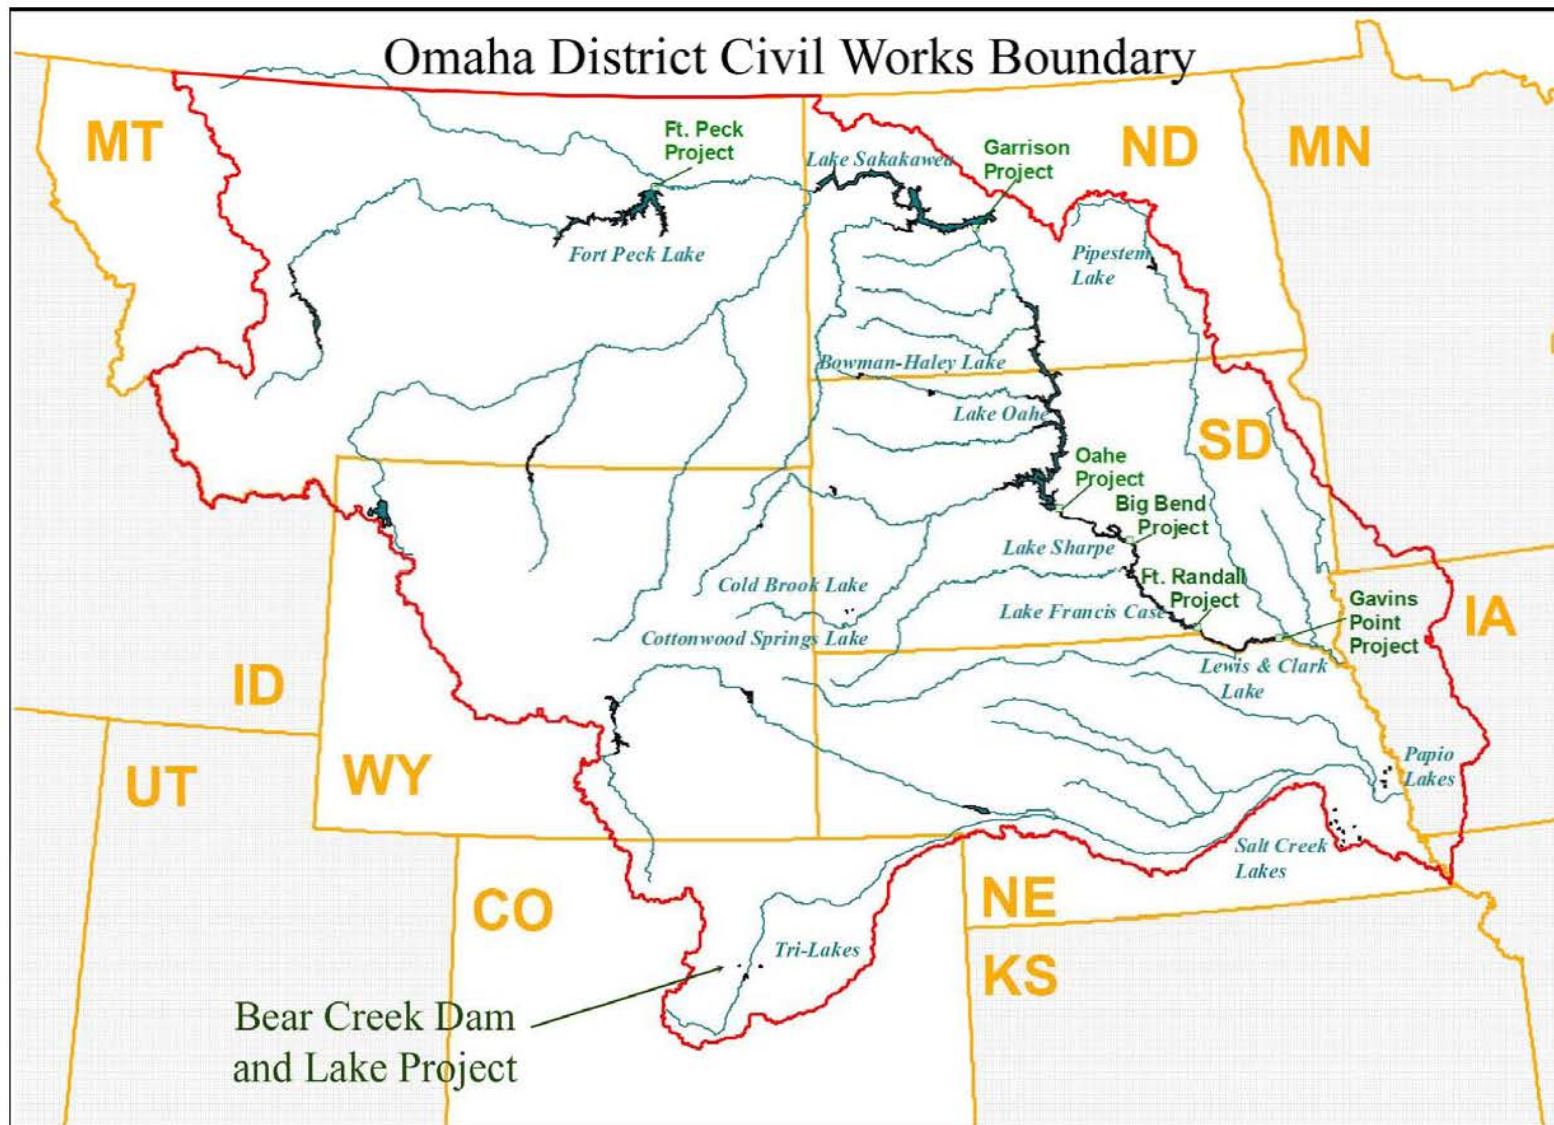 Omaha District Civil Works Boundary
MT
Ft. Peck
Project
Lake Sakakawea
Garrison
Project
ND
MN
Fort Peck Lake
Pipestem
Lake
Bowman-Haley Lake
Lake Oahe
SD
Oahe
Project
Big Bend
Project
Lake Sharpe
Cold Brook Lake
Ft. Randall
Project
Lake Francis Case
Gavins
Point
Project
IA
Cottonwood Springs Lake
Lewis & Clark
Lake
ID
UT
WY
Papio
Lakes
Salt Creek
Lakes
CO
NE
Tri-Lakes
KS
Bear Creek Dam
and Lake Project